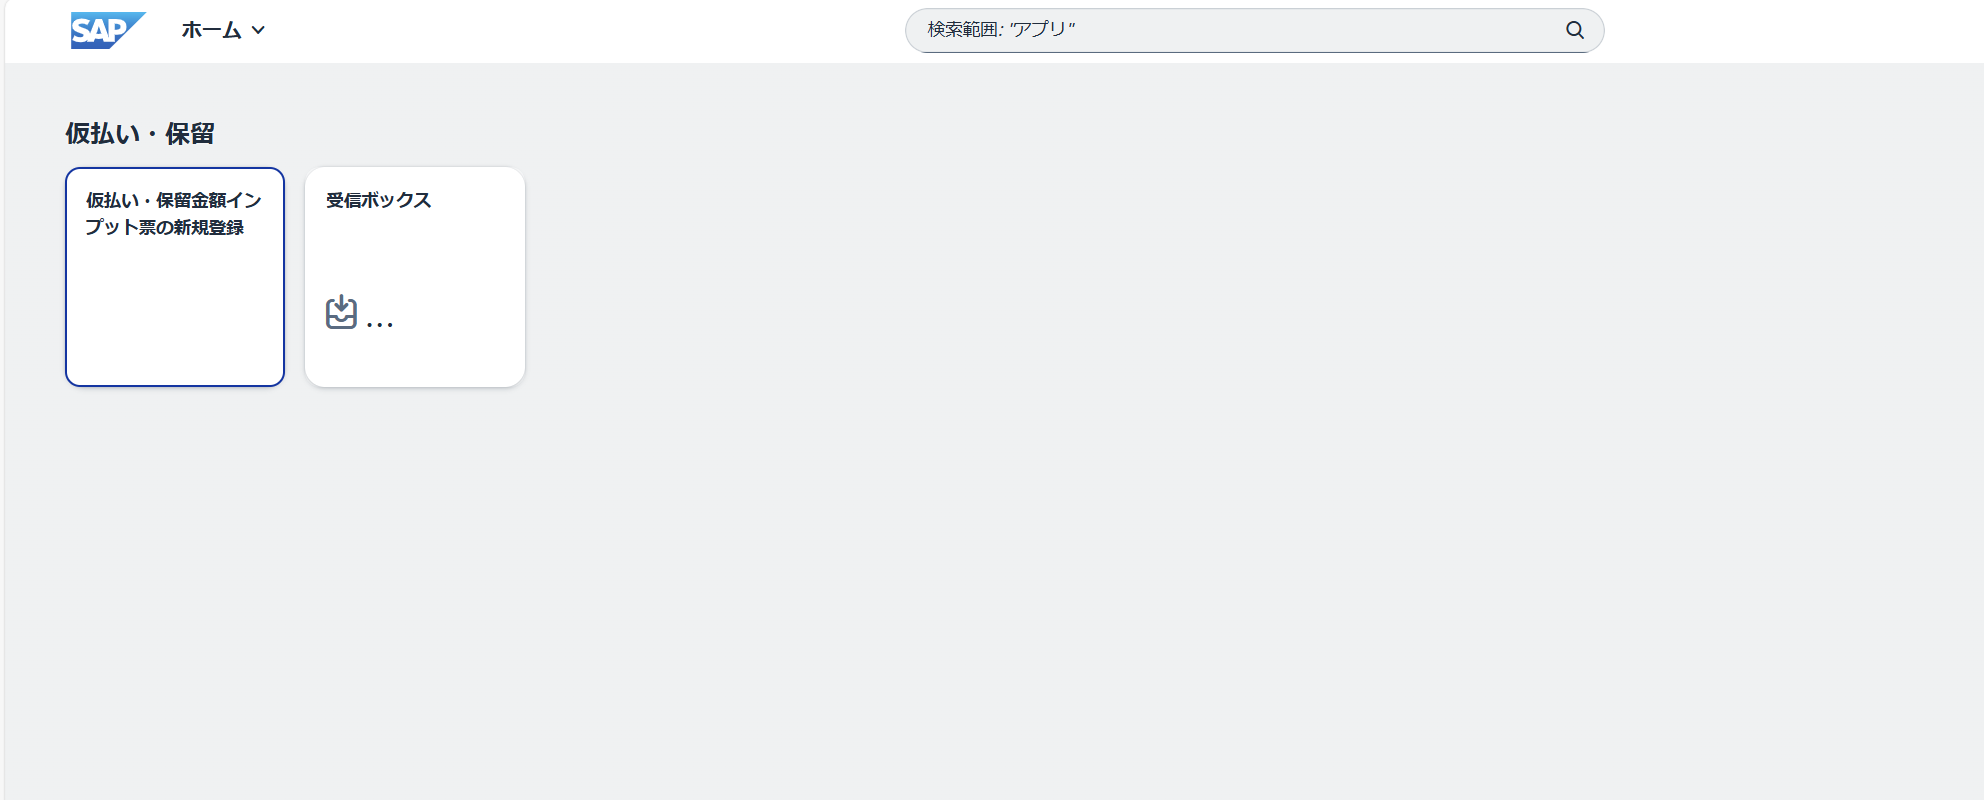 SAP
ホーム
検索範囲: "アプリ"
仮払い・保留
仮払い・保留金額イン
プット票の新規登録
受信ボックス
...